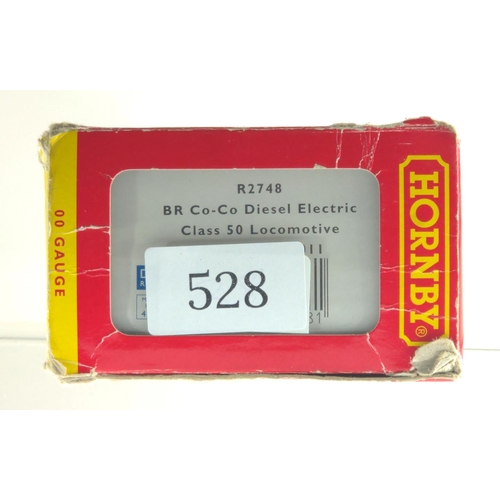 00 GAUGE
R2748
BR Co-Co Diesel Electric
Class 50 Locomotive
528
HORNBY®